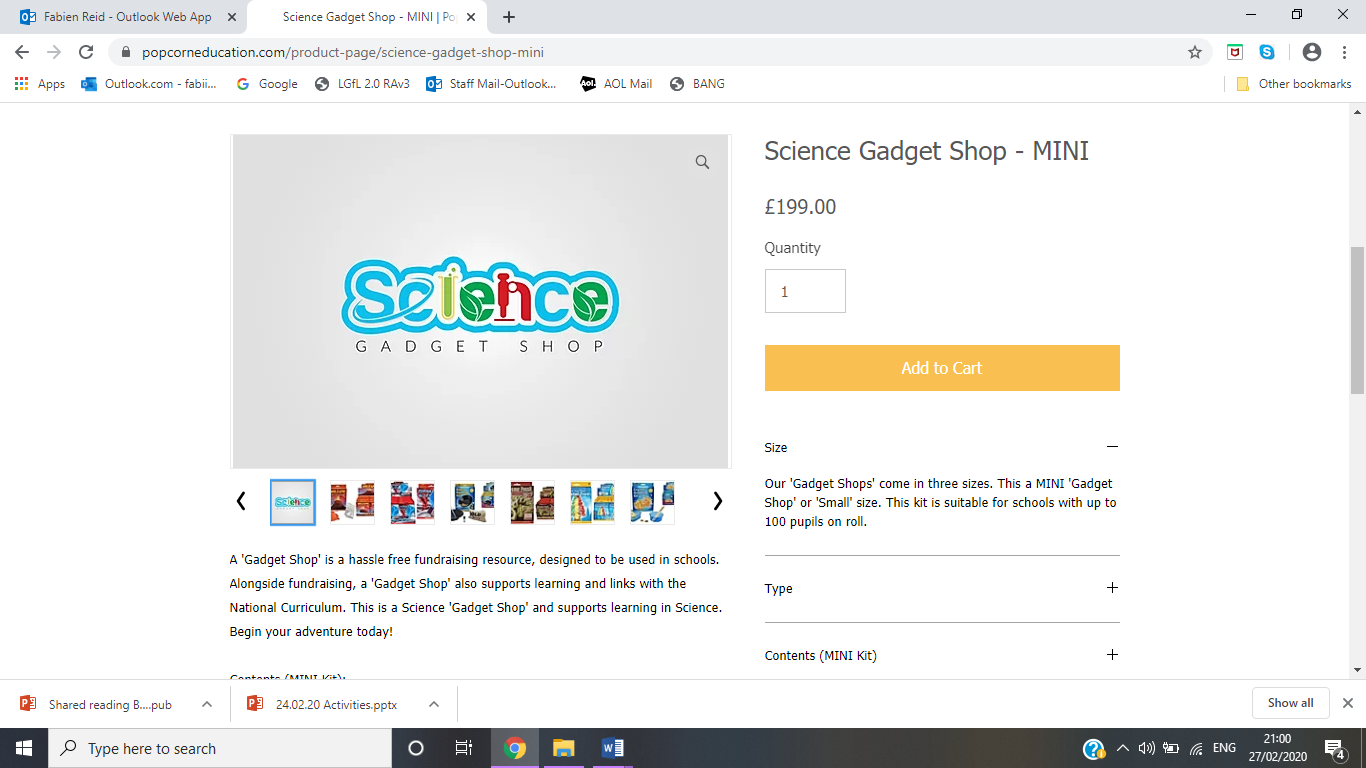 Fabien Reid - Outlook Web App
Science Gadget Shop - MINI | Po
popcorneducation.com/product-page/science-gadget-shop-mini
Apps
Outlook.com - fabii...
Google
LGfL 2.0 RAv3
Staff Mail-Outlook...
Aol.
AOL Mail
BANG
Other bookmarks
Science
GADGET SHOP
Science Gadget Shop - MINI
£199.00
Quantity
1
Add to Cart
Size
Our 'Gadget Shops' come in three sizes. This a MINI 'Gadget
Shop' or 'Small' size. This kit is suitable for schools with up to
100 pupils on roll.
Type
Contents (MINI Kit)
Science
A 'Gadget Shop' is a hassle free fundraising resource, designed to be used in schools.
Alongside fundraising, a 'Gadget Shop' also supports learning and links with the
National Curriculum. This is a Science 'Gadget Shop' and supports learning in Science.
Begin your adventure today!
Contents (MINI Kit):
Shared reading B....pub
24.02.20 Activities.pptx
Show all
Type here to search
ENG
21:00
27/02/2020
4